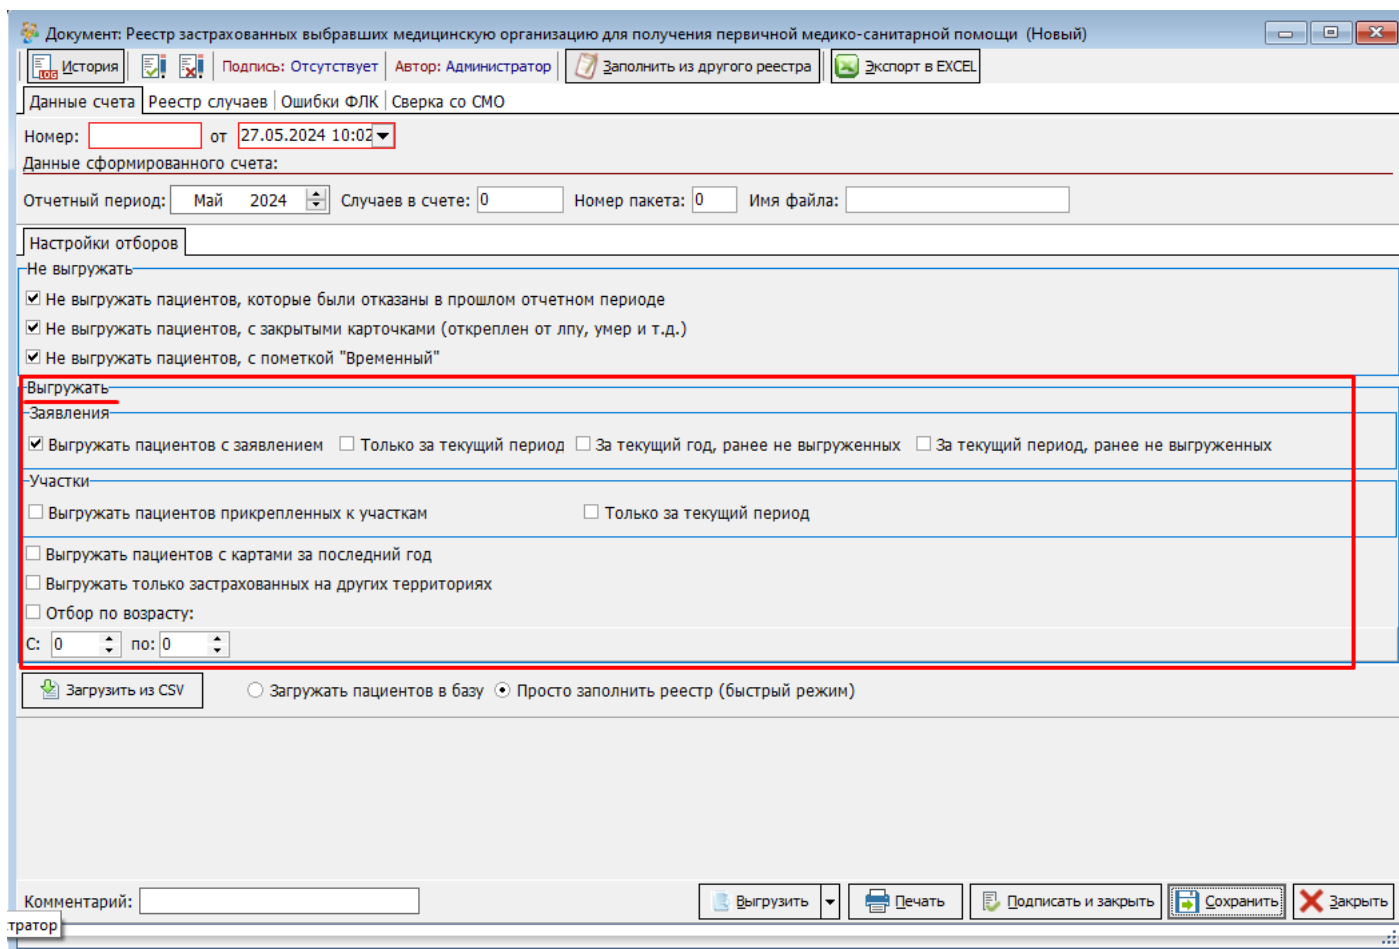 Документ: Реестр застрахованных выбравших медицинскую организацию для получения первичной медико-санитарной помощи (Новый)
LOG История Подпись: Отсутствует Автор: Администратор Заполнить из другого реестра Экспорт в EXCEL
Данные счета Реестр случаев Ошибки ФЛК Сверка со СМО
Номер: от 27.05.2024 10:02
Данные сформированного счета:
Отчетный период: Май 2024 Случаев в счете: 0 Номер пакета: 0 Имя файла:
Настройки отборов
Не выгружать
Не выгружать пациентов, которые были отказаны в прошлом отчетном периоде
Не выгружать пациентов, с закрытыми карточками (откреплен от лпу, умер и т.д.)
Не выгружать пациентов, с пометкой "Временный"
Выгружать
Заявления
Выгружать пациентов с заявлением Только за текущий период За текущий год, ранее не выгруженных За текущий период, ранее не выгруженных
Участки
Выгружать пациентов прикрепленных к участкам Только за текущий период
Выгружать пациентов с картами за последний год
Выгружать только застрахованных на других территориях
Отбор по возрасту:
С: 0 по: 0
Загрузить из CSV Загружать пациентов в базу Просто заполнить реестр (быстрый режим)
Комментарий: Выгрузить Печать Подписать и закрыть Сохранить Закрыть
тратор